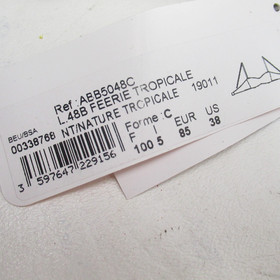 Ref : ABB5048C
L.48B FEERIE TROPICALE
BEU/BSA
00338768 NT/NATURE TROPICALE 19011
Forme : C
F I EUR US
100 5 85 38
3 597647 229156